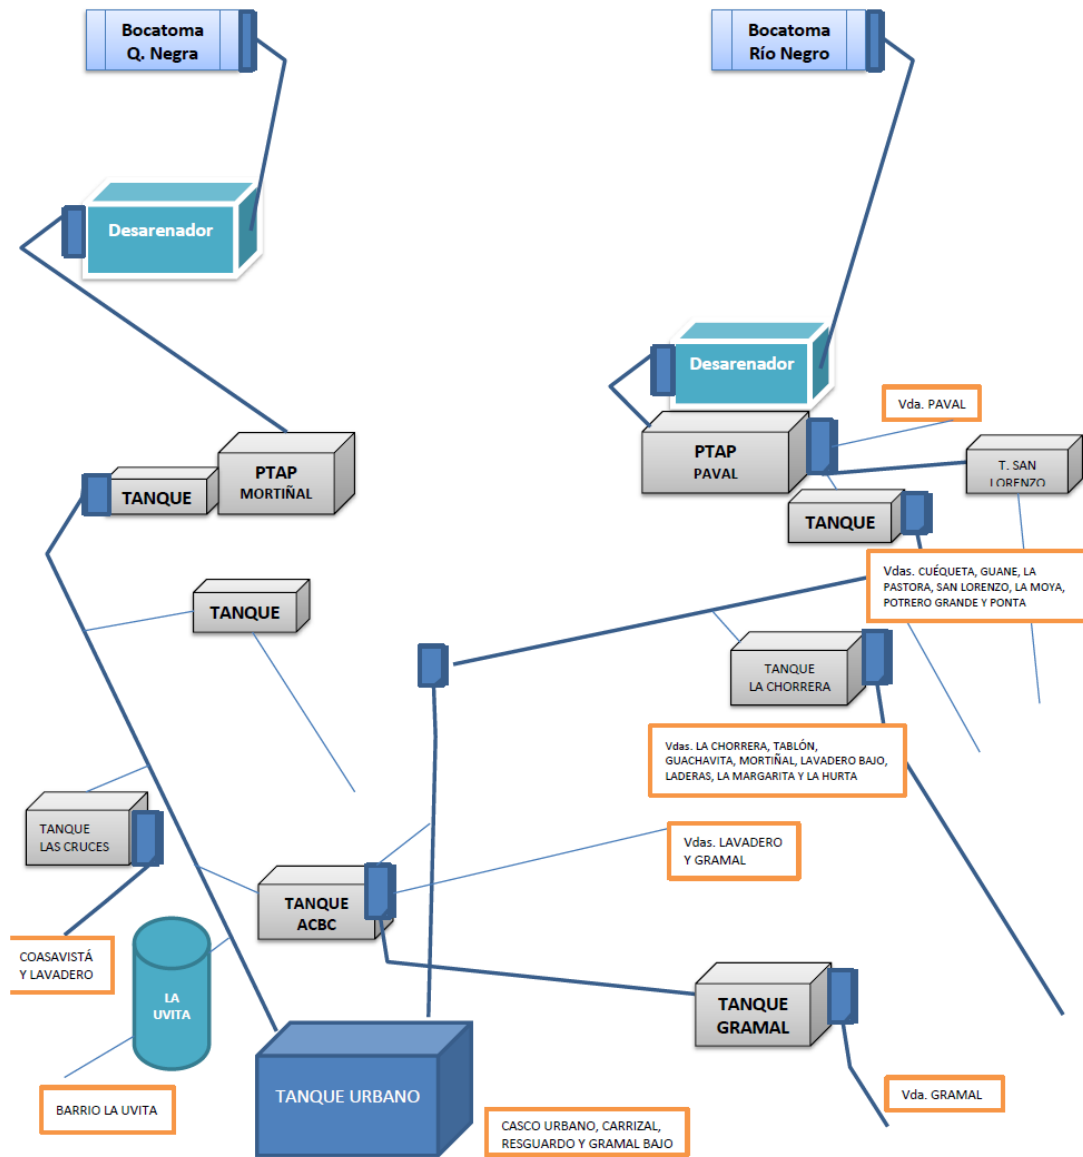 Bocatoma
Q. Negra
Bocatoma
Río Negro
Desarenador
Desarenador
Vda. PAVAL
PTAP
MORTIÑAL
TANQUE
PTAP
PAVAL
T. SAN
LORENZO
TANQUE
Vdas. CUÉQUETA, GUANE, LA
PASTORA, SAN LORENZO, LA MOYA,
POTRERO GRANDE Y PONTA
TANQUE
TANQUE
LA CHORRERA
Vdas. LA CHORRERA, TABLÓN,
GUACHAVITA, MORTIÑAL, LAVADERO BAJO,
LADERAS, LA MARGARITA Y LA HURTA
TANQUE
LAS CRUCES
Vdas. LAVADERO
Y GRAMAL
TANQUE
ACBC
COASAVISTÁ
Y LAVADERO
LA
UVITA
TANQUE
GRAMAL
TANQUE URBANO
BARRIO LA UVITA
Vda. GRAMAL
CASCO URBANO, CARRIZAL,
RESGUARDO Y GRAMAL BAJO